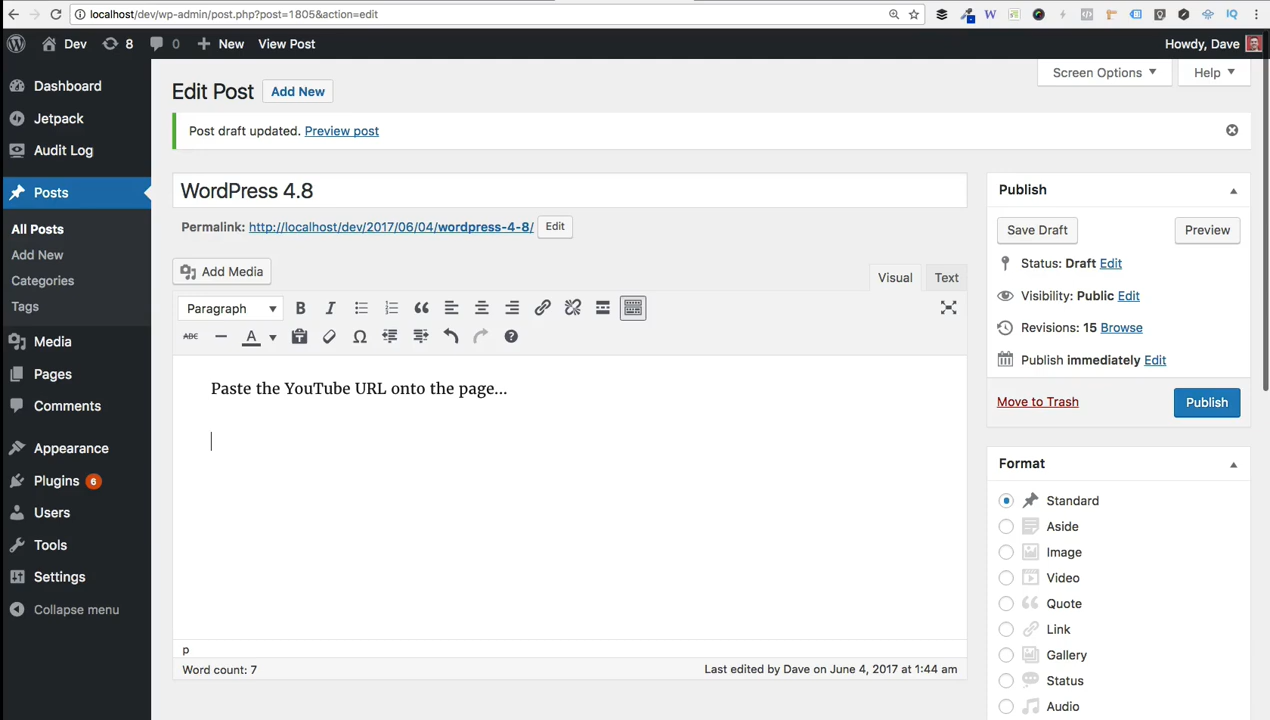 localhost/dev/wp-admin/post.php?post=1805&action=edit
Dev 8 0 New View Post Howdy, Dave
Screen Options Help
Dashboard
Jetpack
Audit Log
Posts
All Posts
Add New
Categories
Tags
Media
Pages
Comments
Appearance
Plugins 6
Users
Tools
Settings
Collapse menu
Edit Post Add New
Post draft updated. Preview post
WordPress 4.8
Permalink: http://localhost/dev/2017/06/04/wordpress-4-8/ Edit
Add Media
Visual Text
Paragraph B I
ABC A
Paste the YouTube URL onto the page...
p
Word count: 7 Last edited by Dave on June 4, 2017 at 1:44 am
Publish
Save Draft Preview
Status: Draft Edit
Visibility: Public Edit
Revisions: 15 Browse
Publish immediately Edit
Move to Trash Publish
Format
Standard
Aside
Image
Video
Quote
Link
Gallery
Status
Audio